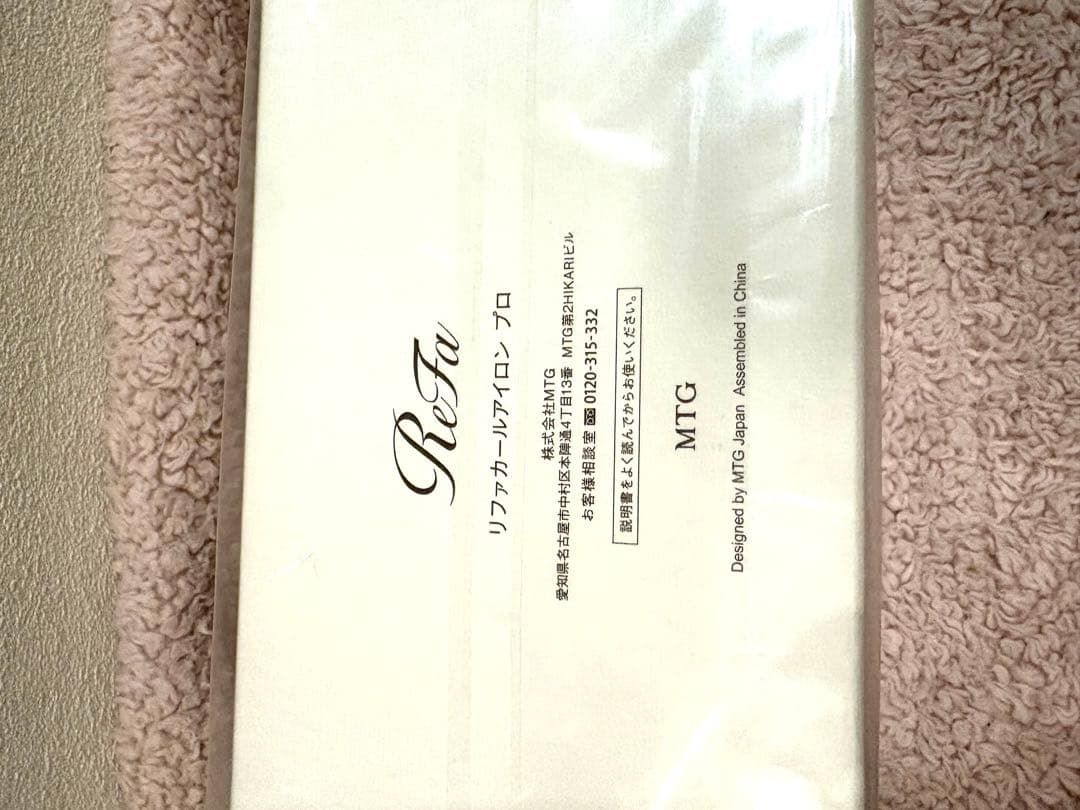 ReFa
リファカールアイロン プロ
株式会社MTG
愛知県名古屋市中村区本陣通4丁目13番 MTG第2HIKARIビル
お客様相談室 0120-315-332
説明書をよく読んでからお使いください。
MTG
Designed by MTG Japan Assembled in China